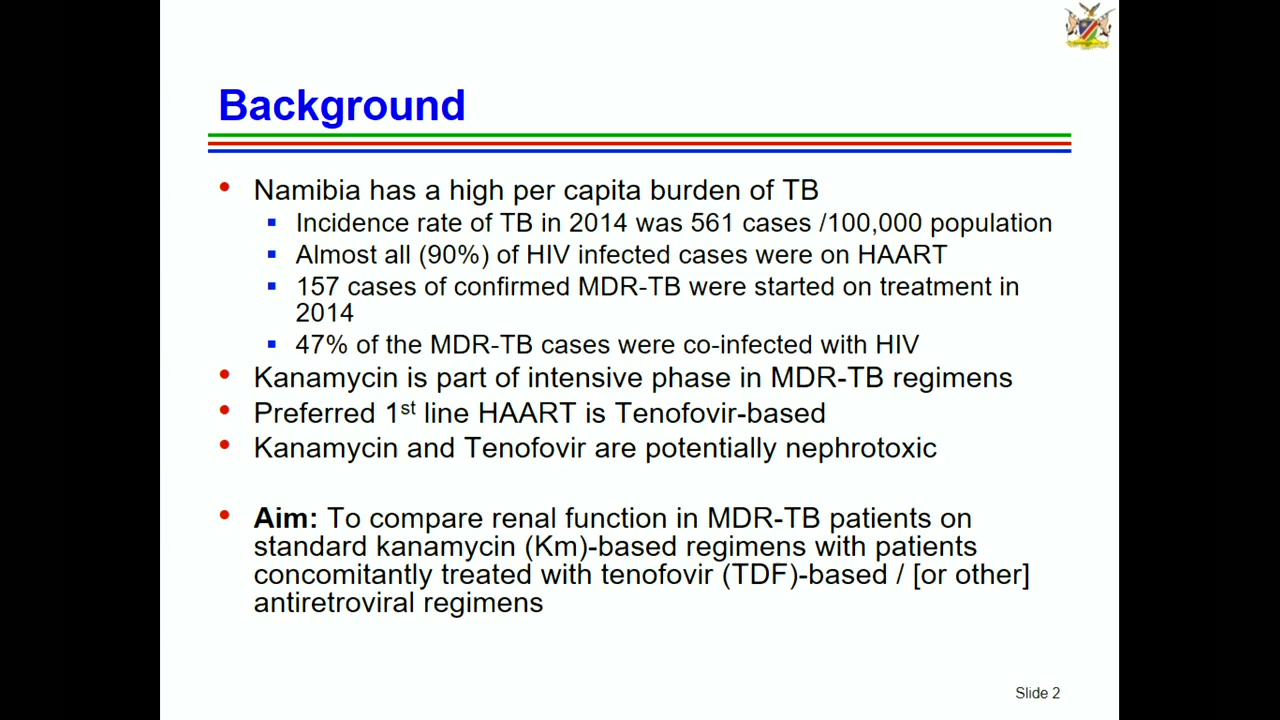 Background
• Namibia has a high per capita burden of TB
▪ Incidence rate of TB in 2014 was 561 cases /100,000 population
▪ Almost all (90%) of HIV infected cases were on HAART
▪ 157 cases of confirmed MDR-TB were started on treatment in
2014
▪ 47% of the MDR-TB cases were co-infected with HIV
• Kanamycin is part of intensive phase in MDR-TB regimens
• Preferred 1st line HAART is Tenofovir-based
• Kanamycin and Tenofovir are potentially nephrotoxic
• Aim: To compare renal function in MDR-TB patients on
standard kanamycin (Km)-based regimens with patients
concomitantly treated with tenofovir (TDF)-based / [or other]
antiretroviral regimens
Slide 2